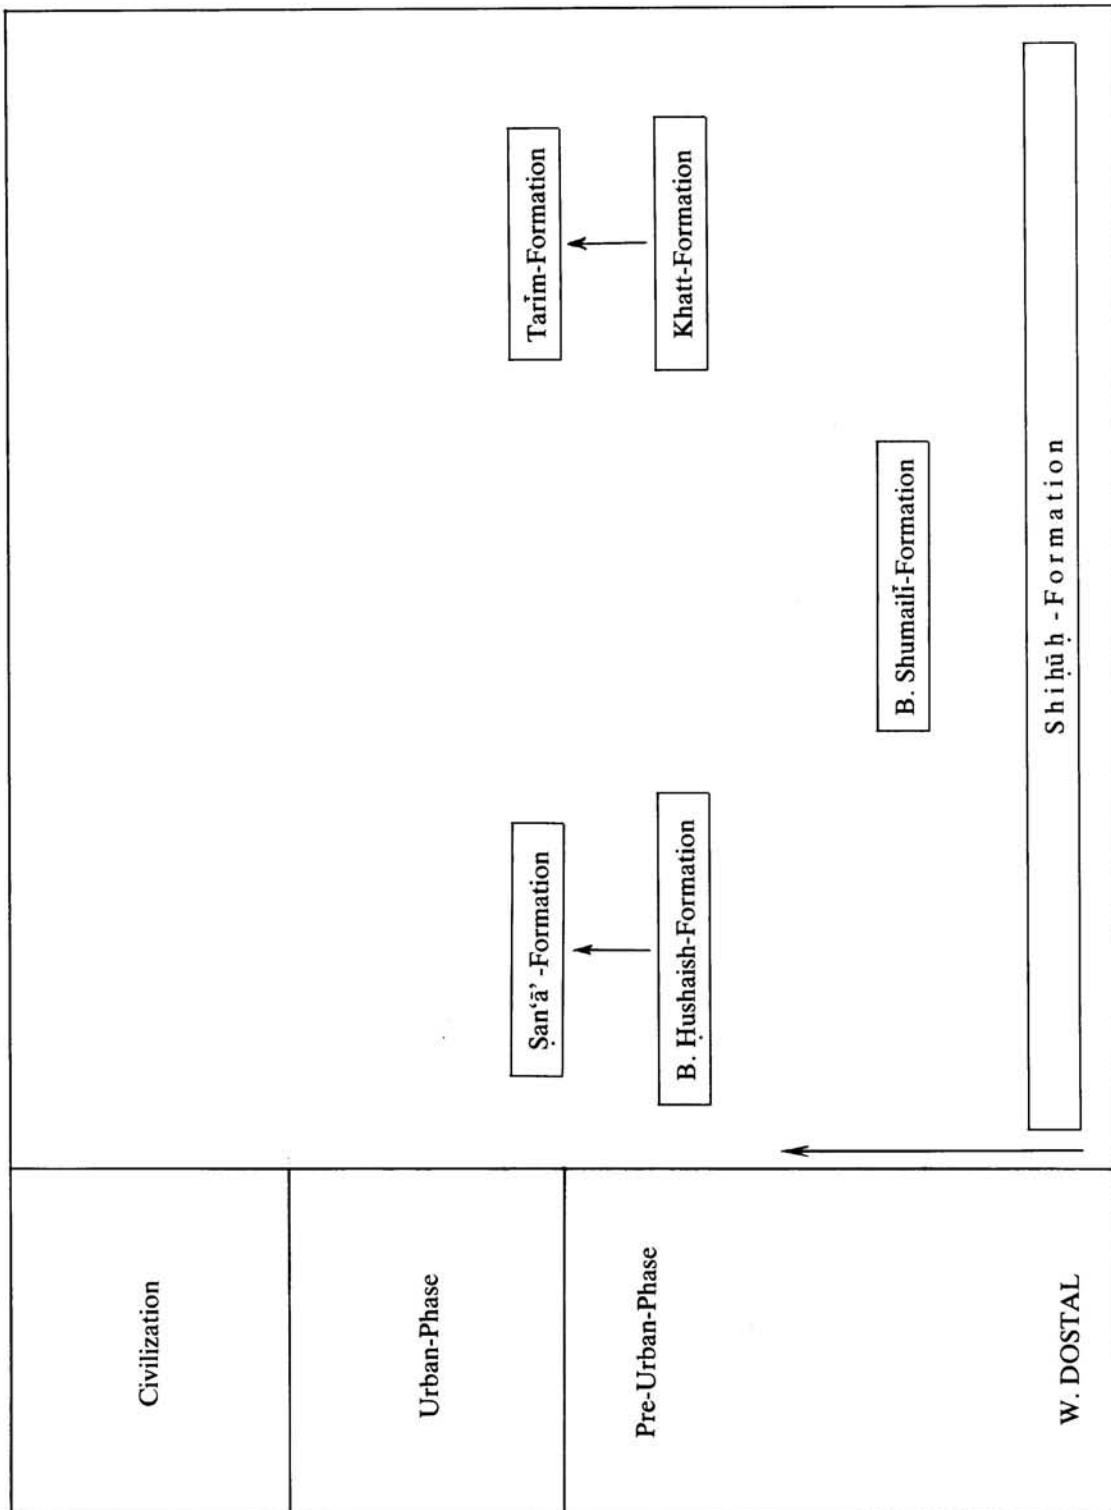 Civilization
Urban-Phase
Pre-Urban-Phase
W. DOSTAL
Ṣan‘ā’ -Formation
Tarīm-Formation
B. Ḥushaish-Formation
Khatt-Formation
B. Shumailī-Formation
Shiḥūḥ -Formation